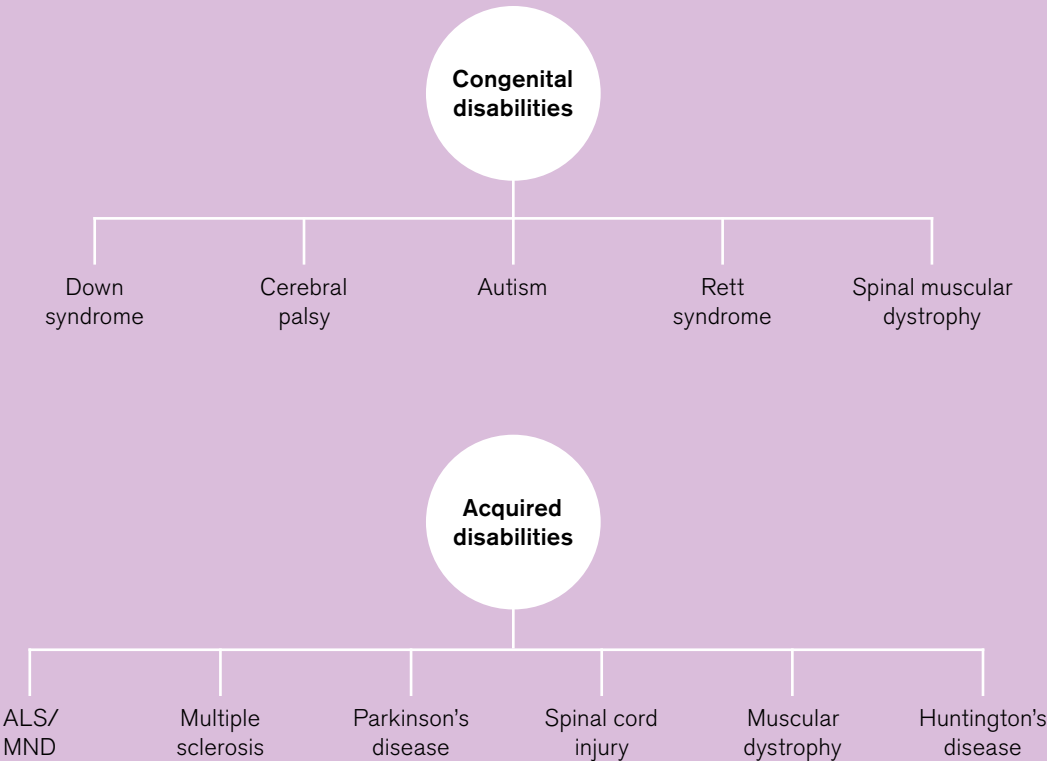 Congenital
disabilities
Down
syndrome
Cerebral
palsy
Autism
Rett
syndrome
Spinal muscular
dystrophy
Acquired
disabilities
ALS/
MND
Multiple
sclerosis
Parkinson’s
disease
Spinal cord
injury
Muscular
dystrophy
Huntington’s
disease